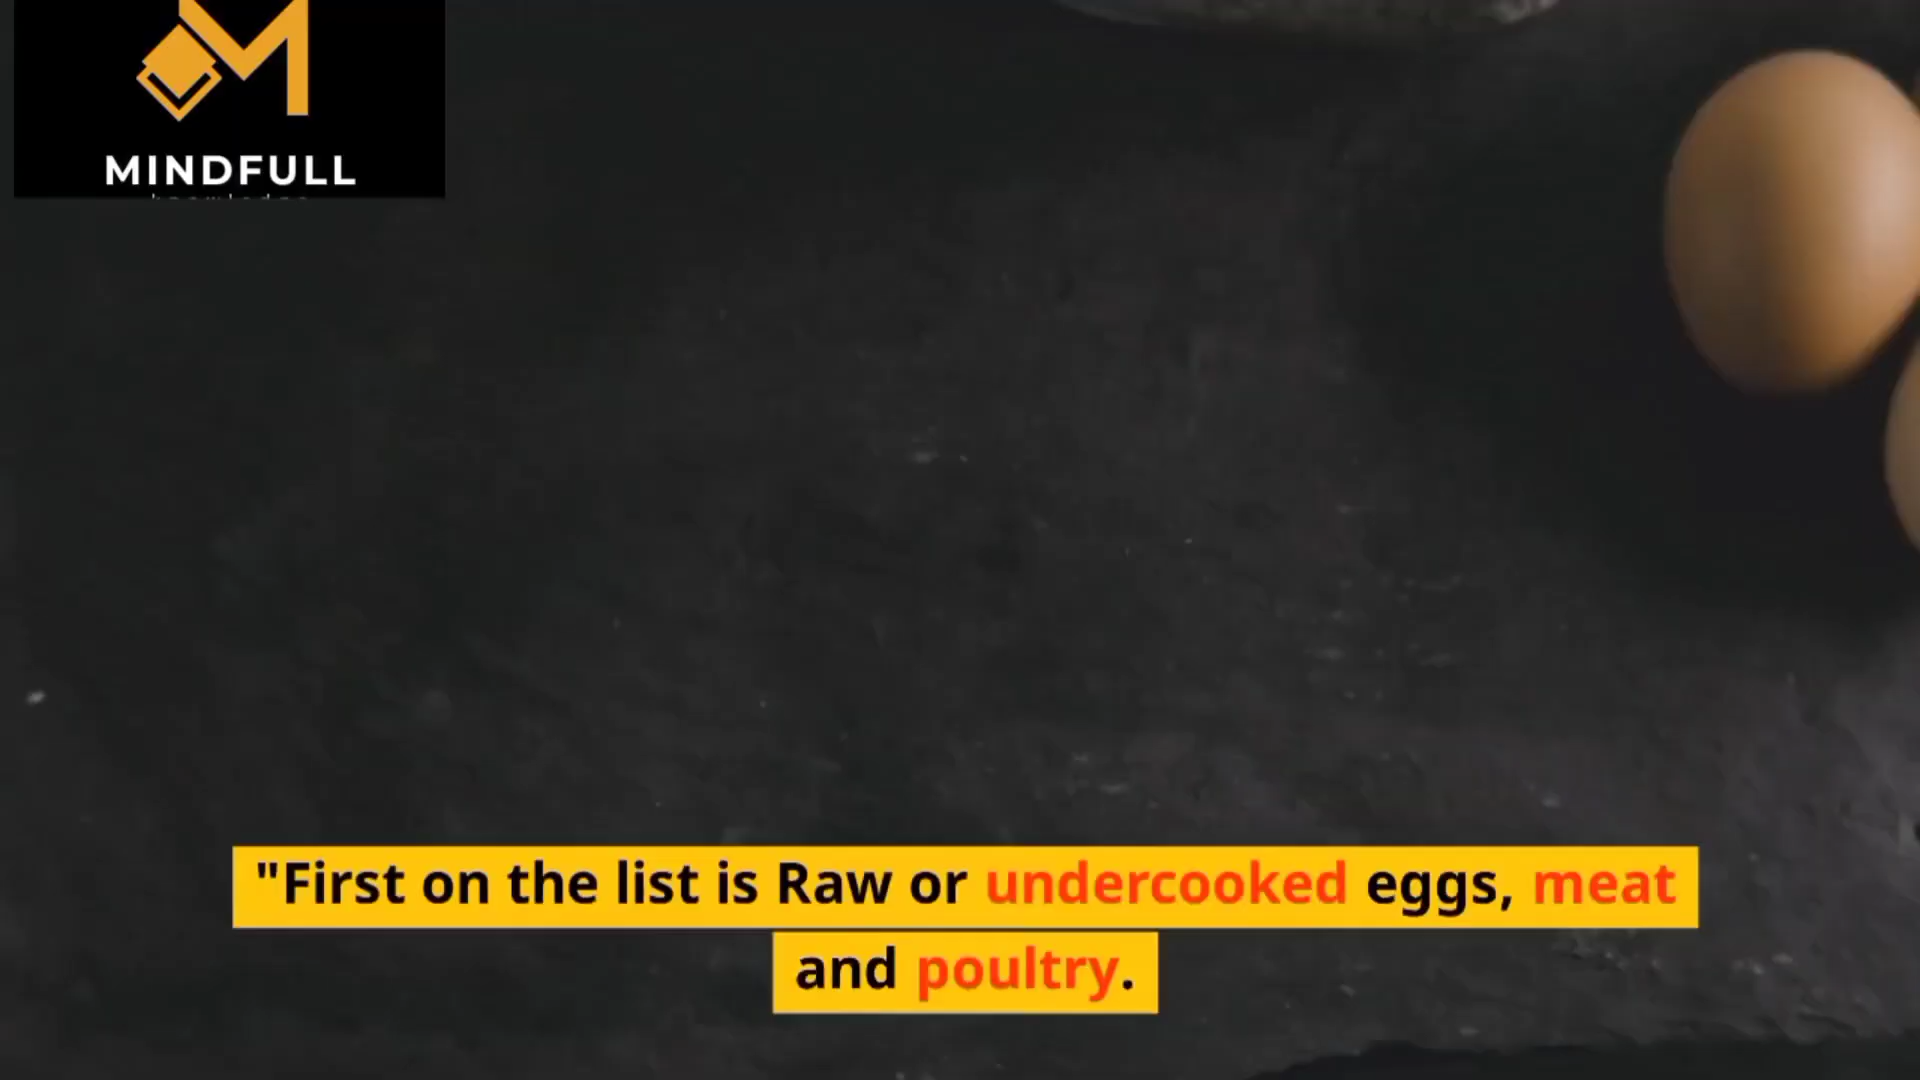 MINDFULL
"First on the list is Raw or undercooked eggs, meat
and poultry.